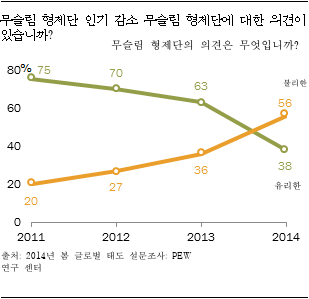 무슬림 형제단 인기 감소 무슬림 형제단에 대한 의견이
있습니까?
무슬림 형제단의 의견은 무엇입니까?
80%
75
70
63
불리한
56
60
40
38
36
27
20
20
유리한
0
2011
2012
2013
2014
출처: 2014년 봄 글로벌 태도 설문조사: PEW
연구 센터